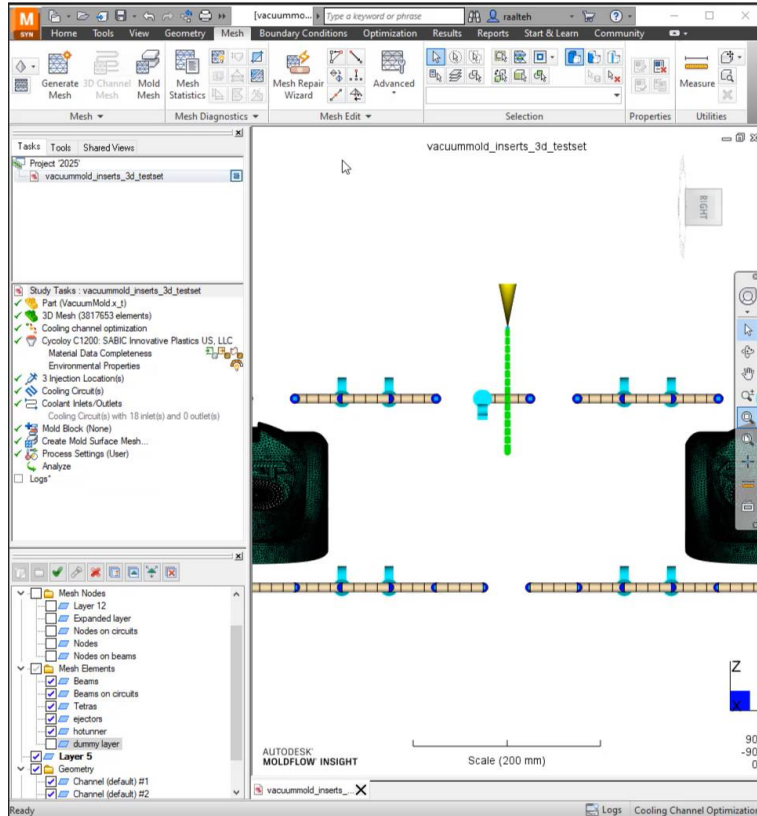 M
SYN
[vacuummo...
Type a keyword or phrase
raalteh
Home Tools View Geometry Mesh Boundary Conditions Optimization Results Reports Start & Learn Community
Generate Mesh
3D Channel Mesh
Mold Mesh
Mesh Statistics
Mesh Repair Wizard
Advanced
Measure
Mesh
Mesh Diagnostics
Mesh Edit
Selection
Properties
Utilities
Tasks Tools Shared Views
Project '2025'
vacuummold_inserts_3d_testset
Study Tasks : vacuummold_inserts_3d_testset
Part (VacuumMold.x_t)
3D Mesh (3817653 elements)
Cooling channel optimization
Cycoloy C1200: SABIC Innovative Plastics US, LLC
Material Data Completeness
Environmental Properties
3 Injection Location(s)
Cooling Circuit(s)
Coolant Inlets/Outlets
Cooling Circuit(s) with 18 inlet(s) and 0 outlet(s)
Mold Block (None)
Create Mold Surface Mesh...
Process Settings (User)
Analyze
Logs*
Mesh Nodes
Layer 12
Expanded layer
Nodes on circuits
Nodes
Nodes on beams
Mesh Elements
Beams
Beams on circuits
Tetras
ejectors
hotunner
dummy layer
Layer 5
Geometry
Channel (default) #1
Channel (default) #2
vacuummold_inserts_3d_testset
RIGHT
Z
X
90
-90
0
AUTODESK
MOLDFLOW INSIGHT
Scale (200 mm)
vacuummold_inserts_...
Ready
Logs
Cooling Channel Optimization